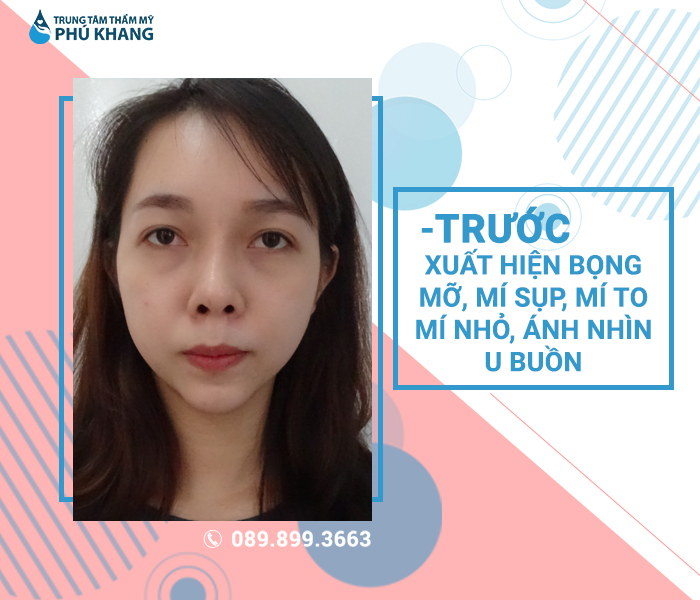 TRUNG TÂM THẨM MỸ
PHÚ KHANG
-TRƯỚC
XUẤT HIỆN BỌNG
MỠ, MÍ SỤP, MÍ TO
MÍ NHỎ, ÁNH NHÌN
U BUỒN
089.899.3663